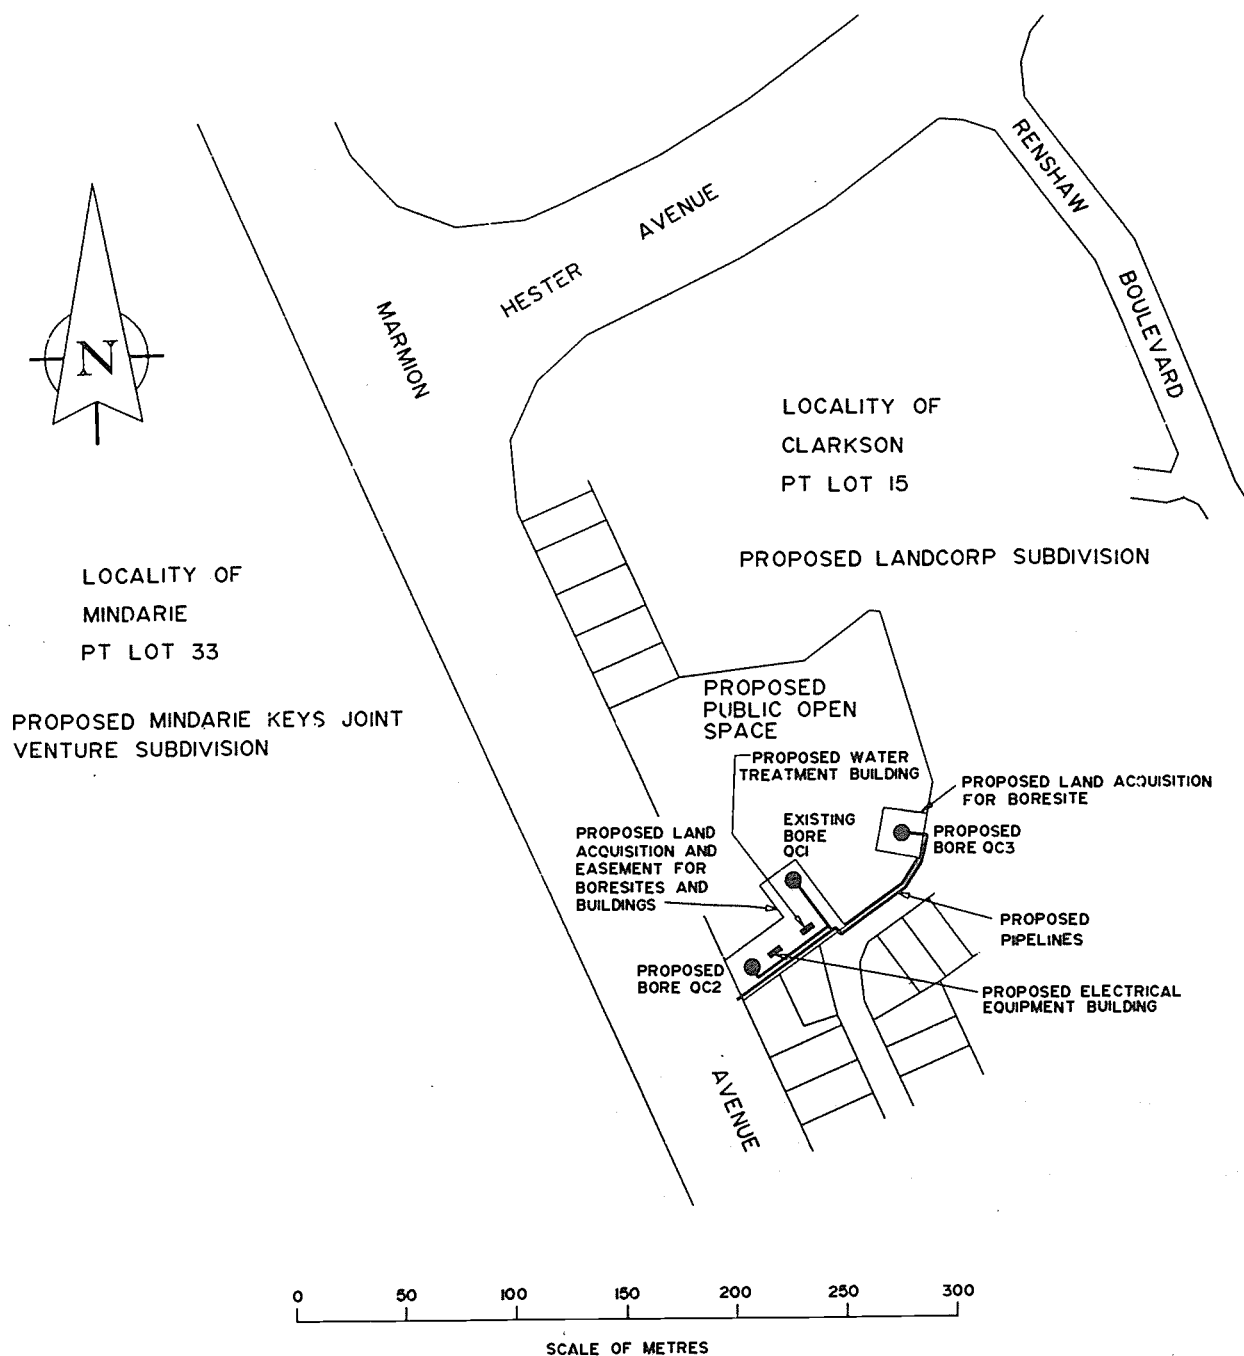 RENSHAW
BOULEVARD
HESTER AVENUE
MARMION
N
LOCALITY OF
CLARKSON
PT LOT 15
PROPOSED LANDCORP SUBDIVISION
LOCALITY OF
MINDARIE
PT LOT 33
PROPOSED MINDARIE KEYS JOINT
VENTURE SUBDIVISION
PROPOSED
PUBLIC OPEN
SPACE
PROPOSED WATER
TREATMENT BUILDING
PROPOSED LAND ACQUISITION
FOR BORESITE
EXISTING
BORE
QC1
PROPOSED
BORE QC3
PROPOSED LAND
ACQUISITION AND
EASEMENT FOR
BORESITES AND
BUILDINGS
PROPOSED
PIPELINES
PROPOSED
BORE QC2
PROPOSED ELECTRICAL
EQUIPMENT BUILDING
AVENUE
0 50 100 150 200 250 300
SCALE OF METRES